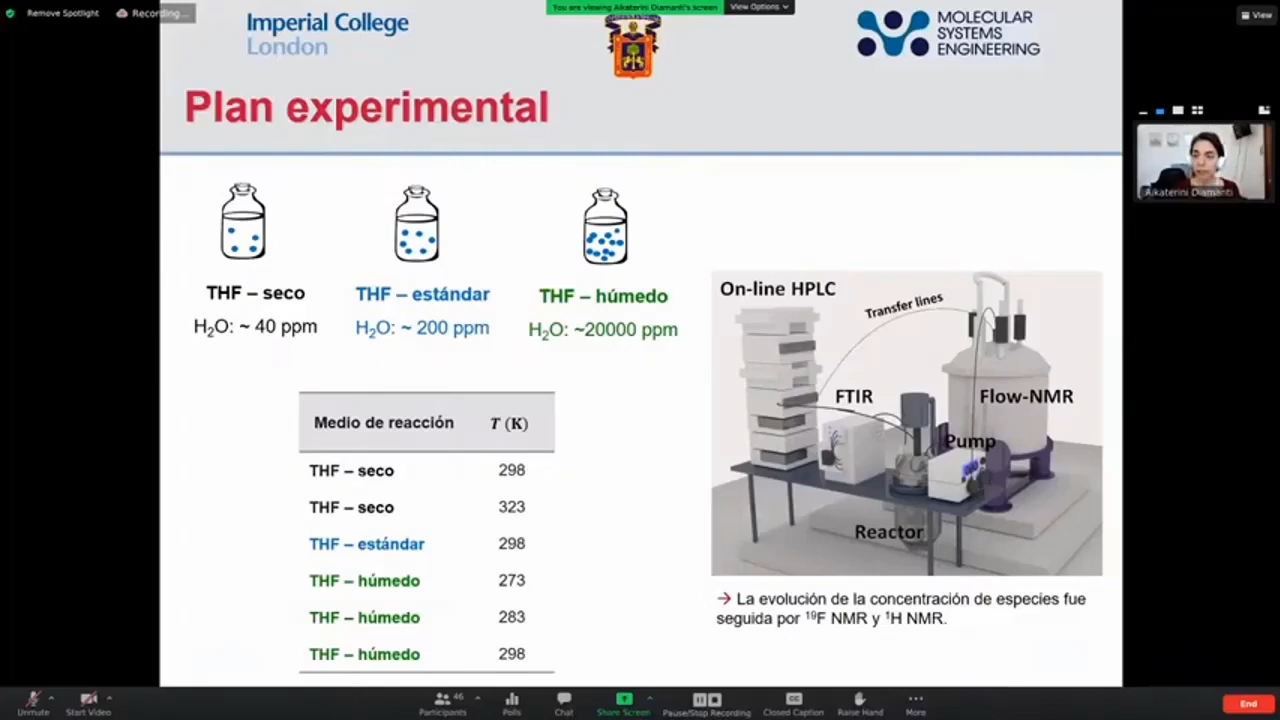 Remove Spotlight
Recording...
You are viewing Aikaterini Diamanti's screen
View Options
View
Imperial College
London
MOLECULAR
SYSTEMS
ENGINEERING
Plan experimental
THF – seco
H₂O: ~ 40 ppm
THF – estándar
H₂O: ~ 200 ppm
THF – húmedo
H₂O: ~20000 ppm
Medio de reacción T (K)
THF – seco 298
THF – seco 323
THF – estándar 298
THF – húmedo 273
THF – húmedo 283
THF – húmedo 298
On-line HPLC
Transfer lines
FTIR
Flow-NMR
Pump
Reactor
→ La evolución de la concentración de especies fue
seguida por ¹⁹F NMR y ¹H NMR.
Aikaterini Diamanti
Unmute
Start Video
46
Participants
Polls
Chat
Share Screen
Pause/Stop Recording
CC
Closed Caption
Raise Hand
More
End